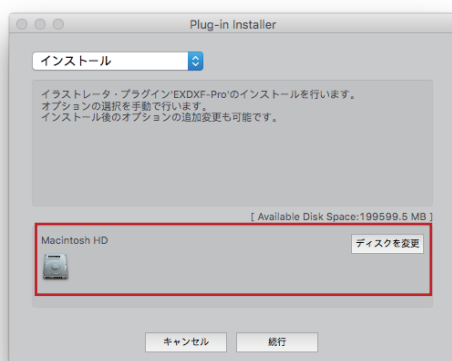 Plug-in Installer
インストール
イラストレータ・プラグイン'EXDXF-Pro'のインストールを行います。
オプションの選択を手動で行います。
インストール後のオプションの追加変更も可能です。
[ Available Disk Space:199599.5 MB ]
Macintosh HD
ディスクを変更
キャンセル
続行